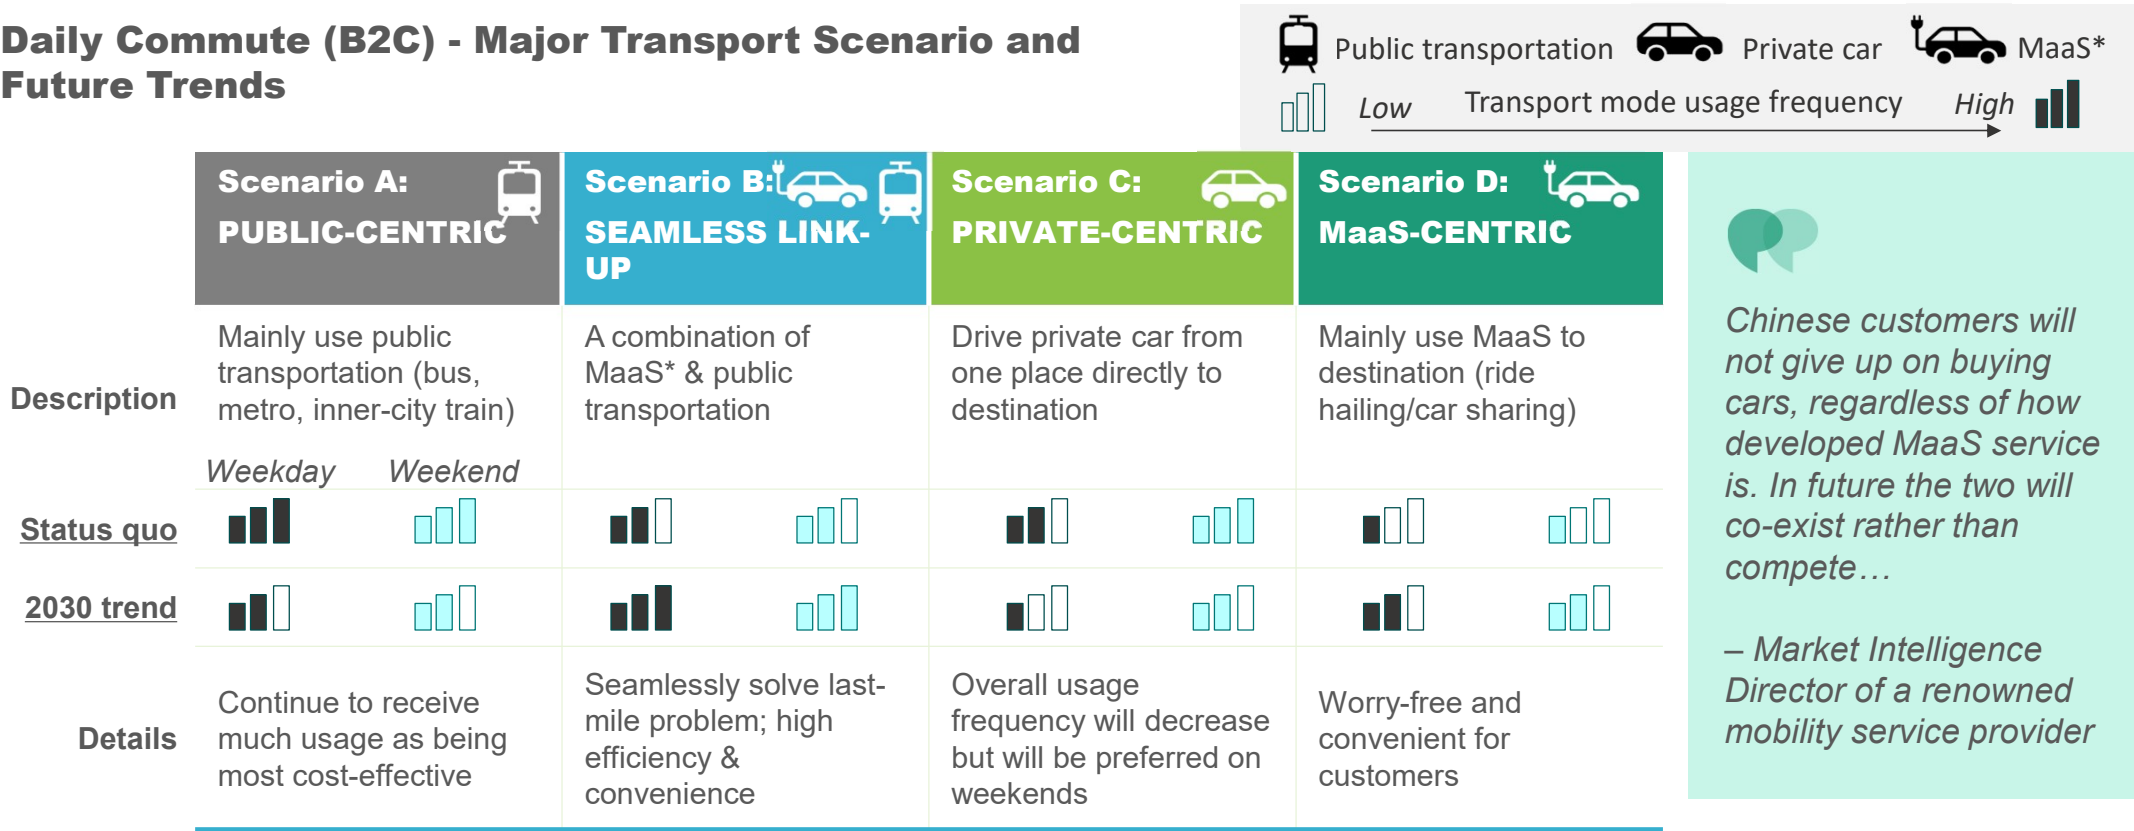 Daily Commute (B2C) - Major Transport Scenario and
Future Trends
Public transportation
Private car
MaaS*
Low
Transport mode usage frequency
High
Scenario A:
PUBLIC-CENTRIC
Scenario B:
SEAMLESS LINK-
UP
Scenario C:
PRIVATE-CENTRIC
Scenario D:
MaaS-CENTRIC
Description
Mainly use public
transportation (bus,
metro, inner-city train)
A combination of
MaaS* & public
transportation
Drive private car from
one place directly to
destination
Mainly use MaaS to
destination (ride
hailing/car sharing)
Weekday
Weekend
Status quo
2030 trend
Details
Continue to receive
much usage as being
most cost-effective
Seamlessly solve last-
mile problem; high
efficiency &
convenience
Overall usage
frequency will decrease
but will be preferred on
weekends
Worry-free and
convenient for
customers
Chinese customers will
not give up on buying
cars, regardless of how
developed MaaS service
is. In future the two will
co-exist rather than
compete…
– Market Intelligence
Director of a renowned
mobility service provider